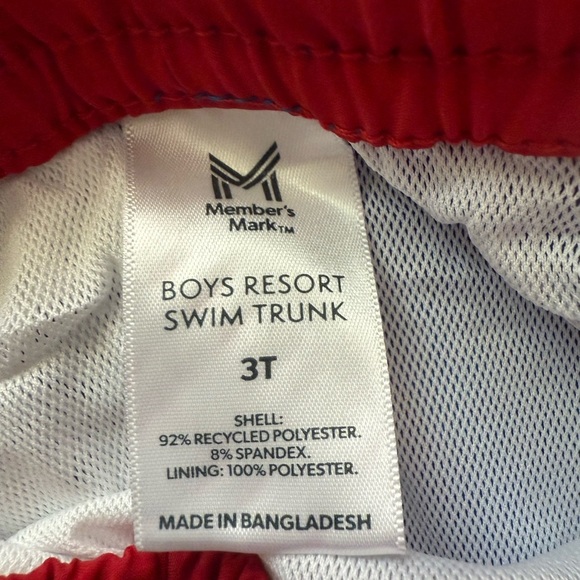 M
Member's
Mark™
BOYS RESORT
SWIM TRUNK
3T
SHELL:
92% RECYCLED POLYESTER.
8% SPANDEX.
LINING: 100% POLYESTER.
MADE IN BANGLADESH